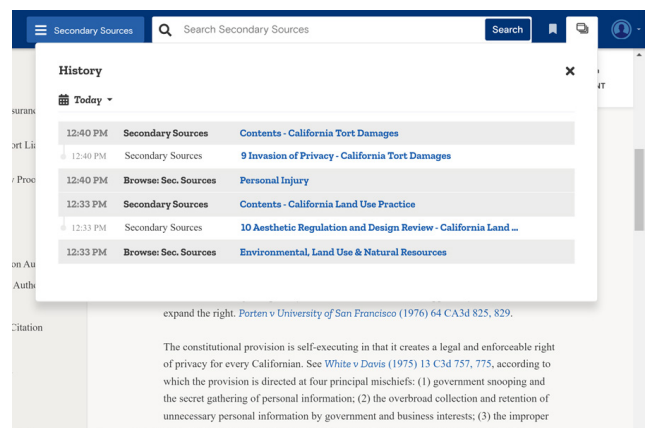 Secondary Sources
Search Secondary Sources
Search
History
NT
Today
12:40 PM Secondary Sources Contents - California Tort Damages
12:40 PM Secondary Sources 9 Invasion of Privacy - California Tort Damages
12:40 PM Browse: Sec. Sources Personal Injury
12:33 PM Secondary Sources Contents - California Land Use Practice
12:33 PM Secondary Sources 10 Aesthetic Regulation and Design Review - California Land ...
12:33 PM Browse: Sec. Sources Environmental, Land Use & Natural Resources
on Au
Autho
expand the right. Porten v University of San Francisco (1976) 64 CA3d 825, 829.
Citation
The constitutional provision is self-executing in that it creates a legal and enforceable right
of privacy for every Californian. See White v Davis (1975) 13 C3d 757, 775, according to
which the provision is directed at four principal mischiefs: (1) government snooping and
the secret gathering of personal information; (2) the overbroad collection and retention of
unnecessary personal information by government and business interests; (3) the improper